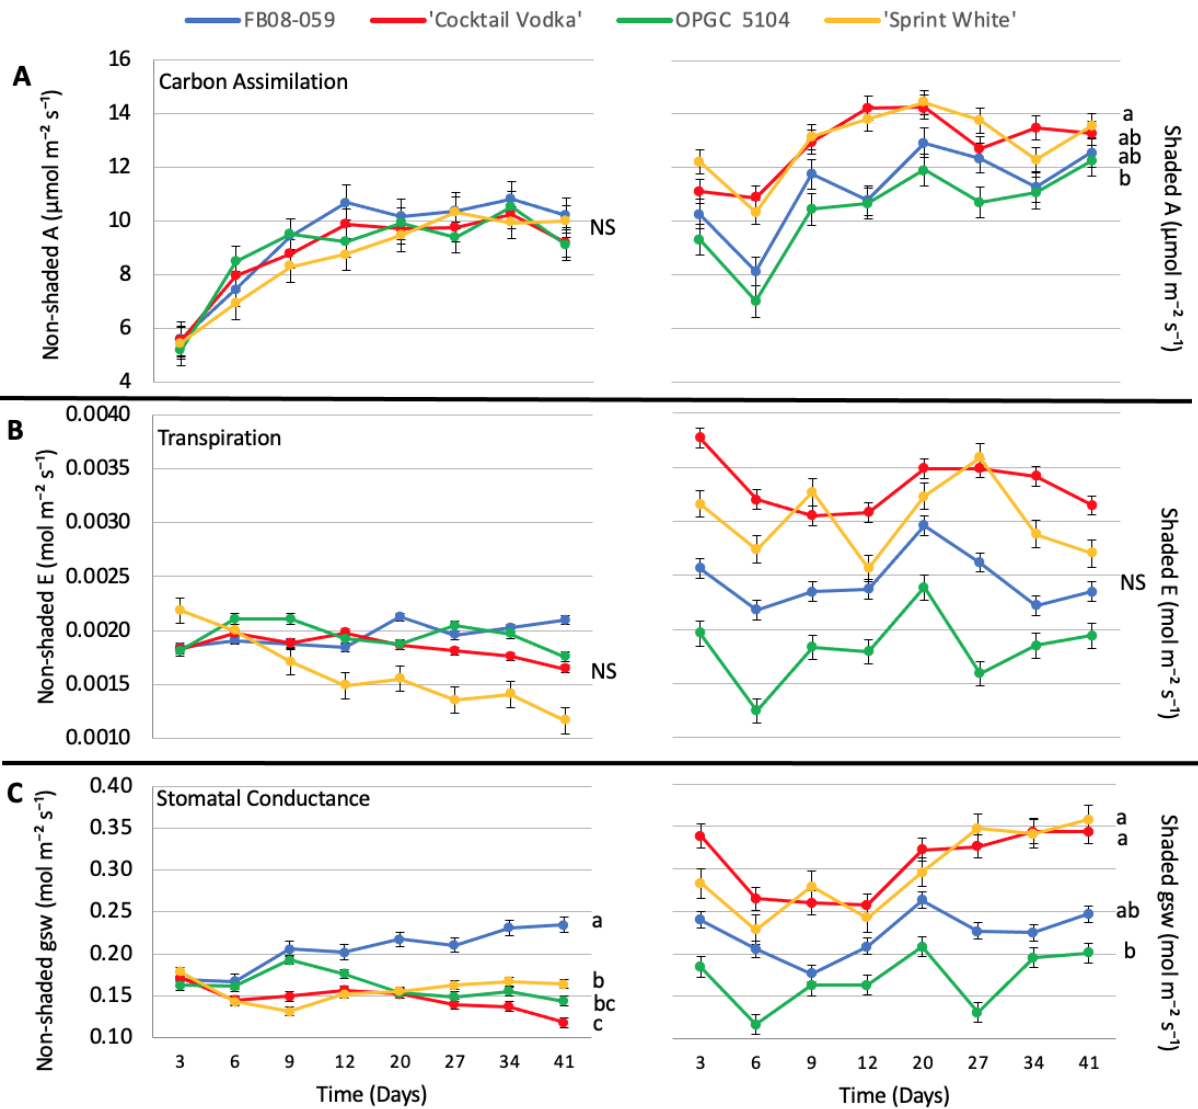 FB08-059 'Cocktail Vodka' OPGC 5104 'Sprint White'
A
Carbon Assimilation
Non-shaded A (µmol m⁻² s⁻¹)
16
14
12
10
8
6
4
NS
a
ab
ab
b
Shaded A (µmol m⁻² s⁻¹)
B
Transpiration
Non-shaded E (mol m⁻² s⁻¹)
0.0040
0.0035
0.0030
0.0025
0.0020
0.0015
0.0010
NS
NS
Shaded E (mol m⁻² s⁻¹)
C
Stomatal Conductance
Non-shaded gsw (mol m⁻² s⁻¹)
0.40
0.35
0.30
0.25
0.20
0.15
0.10
a
b
bc
c
3 6 9 12 20 27 34 41
Time (Days)
a
a
ab
b
Shaded gsw (mol m⁻² s⁻¹)
3 6 9 12 20 27 34 41
Time (Days)